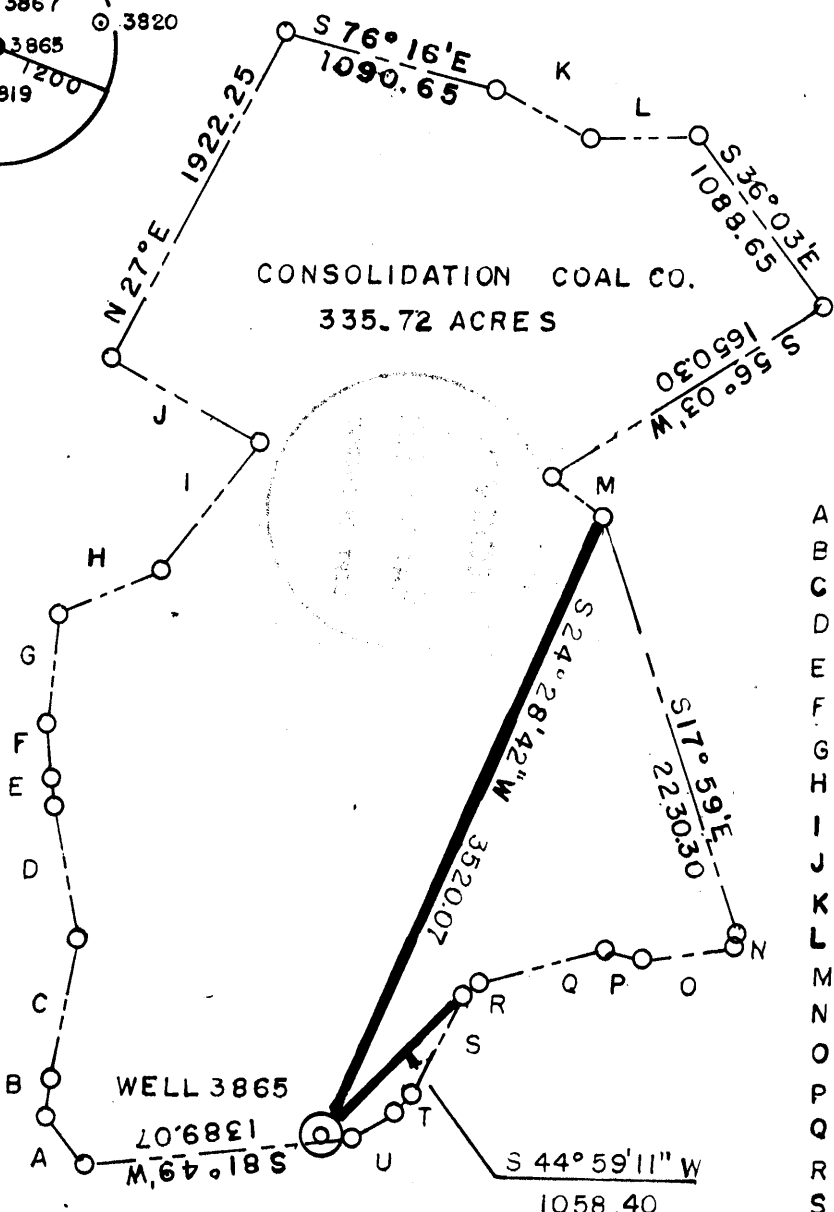 3867
3820
3865
1200
819
S 76° 16'E
1090.65
K
L
1922.25
N 27° E
S 36° 03'E
1088.65
CONSOLIDATION COAL CO.
335.72 ACRES
S 56° 03' W
1650.30
J
I
M
H
G
F
E
D
C
B
A
S 24° 28' 42" W
3520.07
S 17° 59' E
2230.30
N
O
P
Q
R
S
T
U
WELL 3865
S 81° 49' W
1389.07
S 44° 59' 11" W
1058.40
A
B
C
D
E
F
G
H
I
J
K
L
M
N
O
P
Q
R
S